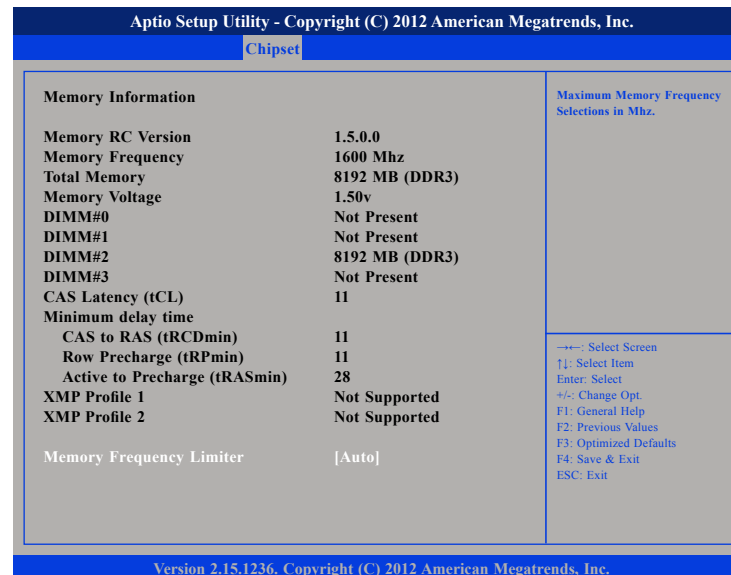 Aptio Setup Utility - Copyright (C) 2012 American Megatrends, Inc.
Chipset
Memory Information
Memory RC Version 1.5.0.0
Memory Frequency 1600 Mhz
Total Memory 8192 MB (DDR3)
Memory Voltage 1.50v
DIMM#0 Not Present
DIMM#1 Not Present
DIMM#2 8192 MB (DDR3)
DIMM#3 Not Present
CAS Latency (tCL) 11
Minimum delay time
CAS to RAS (tRCDmin) 11
Row Precharge (tRPmin) 11
Active to Precharge (tRASmin) 28
XMP Profile 1 Not Supported
XMP Profile 2 Not Supported
Memory Frequency Limiter [Auto]
Maximum Memory Frequency
Selections in Mhz.
→←: Select Screen
↑↓: Select Item
Enter: Select
+/-: Change Opt.
F1: General Help
F2: Previous Values
F3: Optimized Defaults
F4: Save & Exit
ESC: Exit
Version 2.15.1236. Copyright (C) 2012 American Megatrends, Inc.